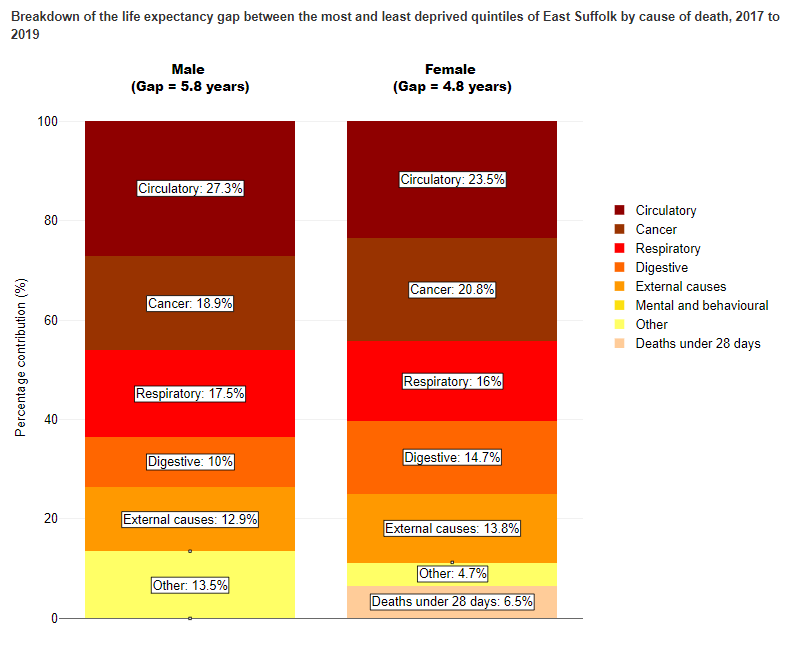 Breakdown of the life expectancy gap between the most and least deprived quintiles of East Suffolk by cause of death, 2017 to
2019
Male
(Gap = 5.8 years)
Female
(Gap = 4.8 years)
Percentage contribution (%)
100
80
60
40
20
0
Circulatory: 27.3%
Cancer: 18.9%
Respiratory: 17.5%
Digestive: 10%
External causes: 12.9%
Other: 13.5%
Circulatory: 23.5%
Cancer: 20.8%
Respiratory: 16%
Digestive: 14.7%
External causes: 13.8%
Other: 4.7%
Deaths under 28 days: 6.5%
Circulatory
Cancer
Respiratory
Digestive
External causes
Mental and behavioural
Other
Deaths under 28 days